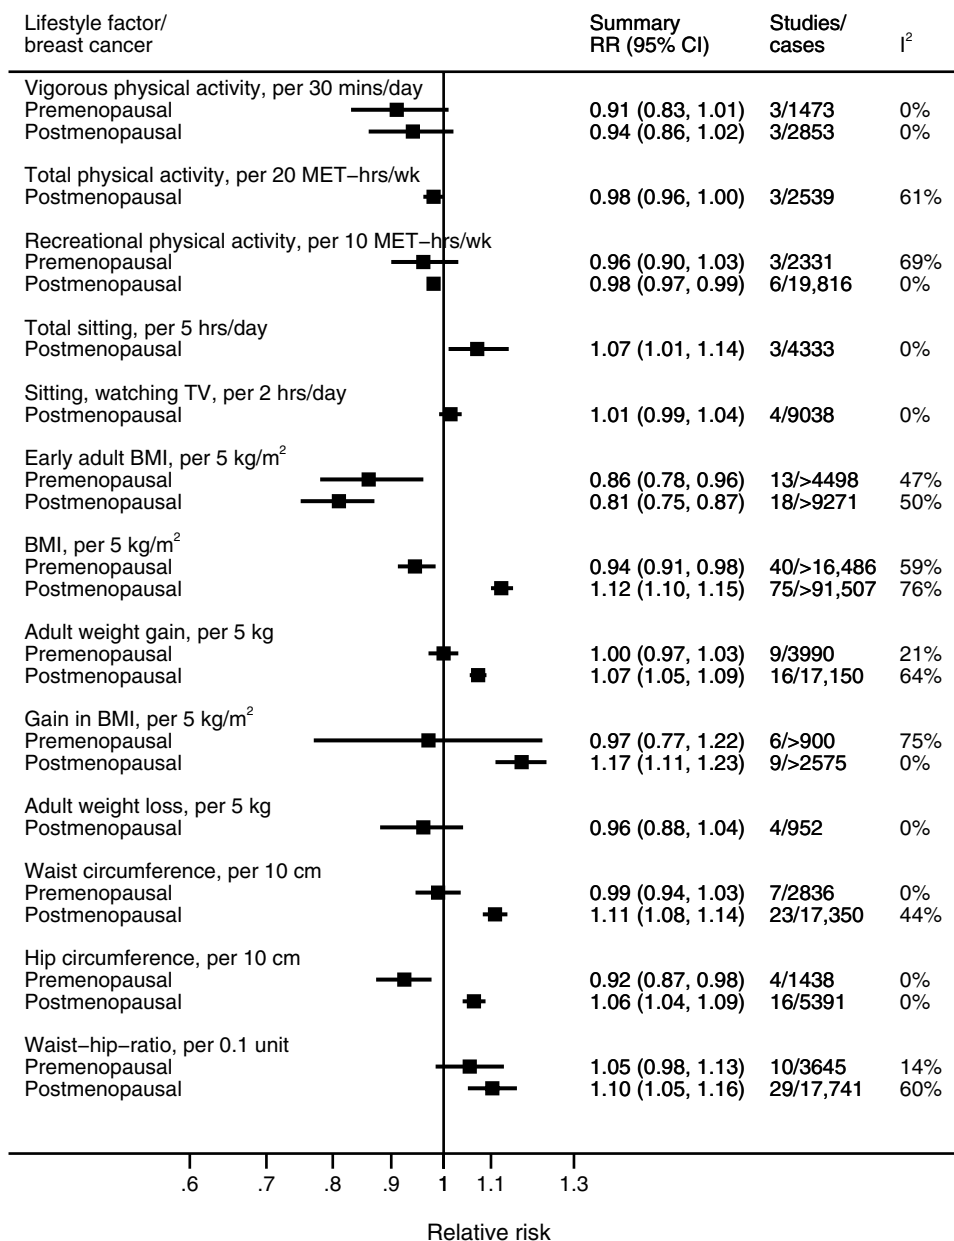 Lifestyle factor/ Summary Studies/
breast cancer RR (95% CI) cases I²
Vigorous physical activity, per 30 mins/day
Premenopausal 0.91 (0.83, 1.01) 3/1473 0%
Postmenopausal 0.94 (0.86, 1.02) 3/2853 0%
Total physical activity, per 20 MET−hrs/wk
Postmenopausal 0.98 (0.96, 1.00) 3/2539 61%
Recreational physical activity, per 10 MET−hrs/wk
Premenopausal 0.96 (0.90, 1.03) 3/2331 69%
Postmenopausal 0.98 (0.97, 0.99) 6/19,816 0%
Total sitting, per 5 hrs/day
Postmenopausal 1.07 (1.01, 1.14) 3/4333 0%
Sitting, watching TV, per 2 hrs/day
Postmenopausal 1.01 (0.99, 1.04) 4/9038 0%
Early adult BMI, per 5 kg/m²
Premenopausal 0.86 (0.78, 0.96) 13/>4498 47%
Postmenopausal 0.81 (0.75, 0.87) 18/>9271 50%
BMI, per 5 kg/m²
Premenopausal 0.94 (0.91, 0.98) 40/>16,486 59%
Postmenopausal 1.12 (1.10, 1.15) 75/>91,507 76%
Adult weight gain, per 5 kg
Premenopausal 1.00 (0.97, 1.03) 9/3990 21%
Postmenopausal 1.07 (1.05, 1.09) 16/17,150 64%
Gain in BMI, per 5 kg/m²
Premenopausal 0.97 (0.77, 1.22) 6/>900 75%
Postmenopausal 1.17 (1.11, 1.23) 9/>2575 0%
Adult weight loss, per 5 kg
Postmenopausal 0.96 (0.88, 1.04) 4/952 0%
Waist circumference, per 10 cm
Premenopausal 0.99 (0.94, 1.03) 7/2836 0%
Postmenopausal 1.11 (1.08, 1.14) 23/17,350 44%
Hip circumference, per 10 cm
Premenopausal 0.92 (0.87, 0.98) 4/1438 0%
Postmenopausal 1.06 (1.04, 1.09) 16/5391 0%
Waist−hip−ratio, per 0.1 unit
Premenopausal 1.05 (0.98, 1.13) 10/3645 14%
Postmenopausal 1.10 (1.05, 1.16) 29/17,741 60%
.6 .7 .8 .9 1 1.1 1.3
Relative risk